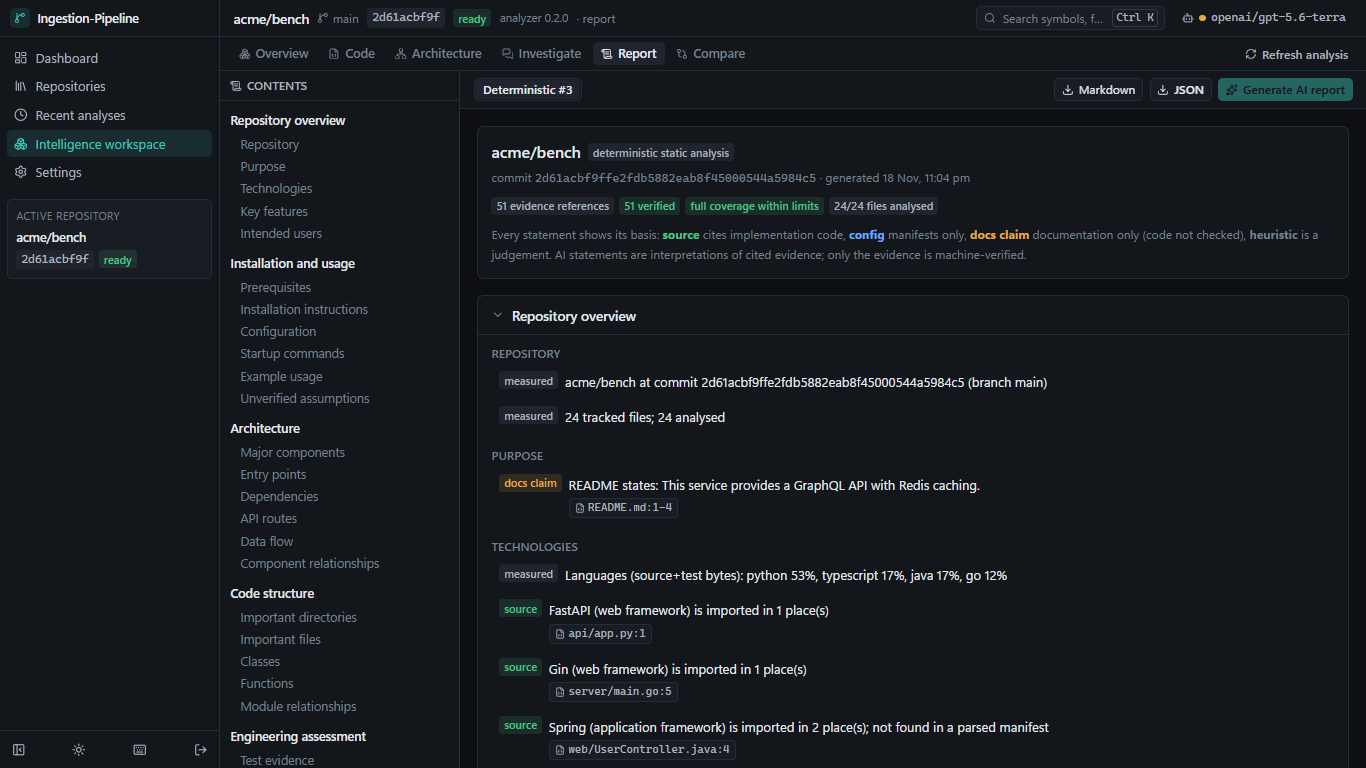 Ingestion-Pipeline
acme/bench main 2d61acbf9f ready analyzer 0.2.0 · report
Search symbols, f... Ctrl K
openai/gpt-5.6-terra
Dashboard
Repositories
Recent analyses
Intelligence workspace
Settings
ACTIVE REPOSITORY
acme/bench
2d61acbf9f ready
Overview Code Architecture Investigate Report Compare
Refresh analysis
CONTENTS
Repository overview
Repository
Purpose
Technologies
Key features
Intended users
Installation and usage
Prerequisites
Installation instructions
Configuration
Startup commands
Example usage
Unverified assumptions
Architecture
Major components
Entry points
Dependencies
API routes
Data flow
Component relationships
Code structure
Important directories
Important files
Classes
Functions
Module relationships
Engineering assessment
Test evidence
Deterministic #3
Markdown JSON Generate AI report
acme/bench deterministic static analysis
commit 2d61acbf9ffe2fdb5882eab8f45000544a5984c5 · generated 18 Nov, 11:04 pm
51 evidence references 51 verified full coverage within limits 24/24 files analysed
Every statement shows its basis: source cites implementation code, config manifests only, docs claim documentation only (code not checked), heuristic is a
judgement. AI statements are interpretations of cited evidence; only the evidence is machine-verified.
Repository overview
REPOSITORY
measured acme/bench at commit 2d61acbf9ffe2fdb5882eab8f45000544a5984c5 (branch main)
measured 24 tracked files; 24 analysed
PURPOSE
docs claim README states: This service provides a GraphQL API with Redis caching.
README.md:1–4
TECHNOLOGIES
measured Languages (source+test bytes): python 53%, typescript 17%, java 17%, go 12%
source FastAPI (web framework) is imported in 1 place(s)
api/app.py:1
source Gin (web framework) is imported in 1 place(s)
server/main.go:5
source Spring (application framework) is imported in 2 place(s); not found in a parsed manifest
web/UserController.java:4